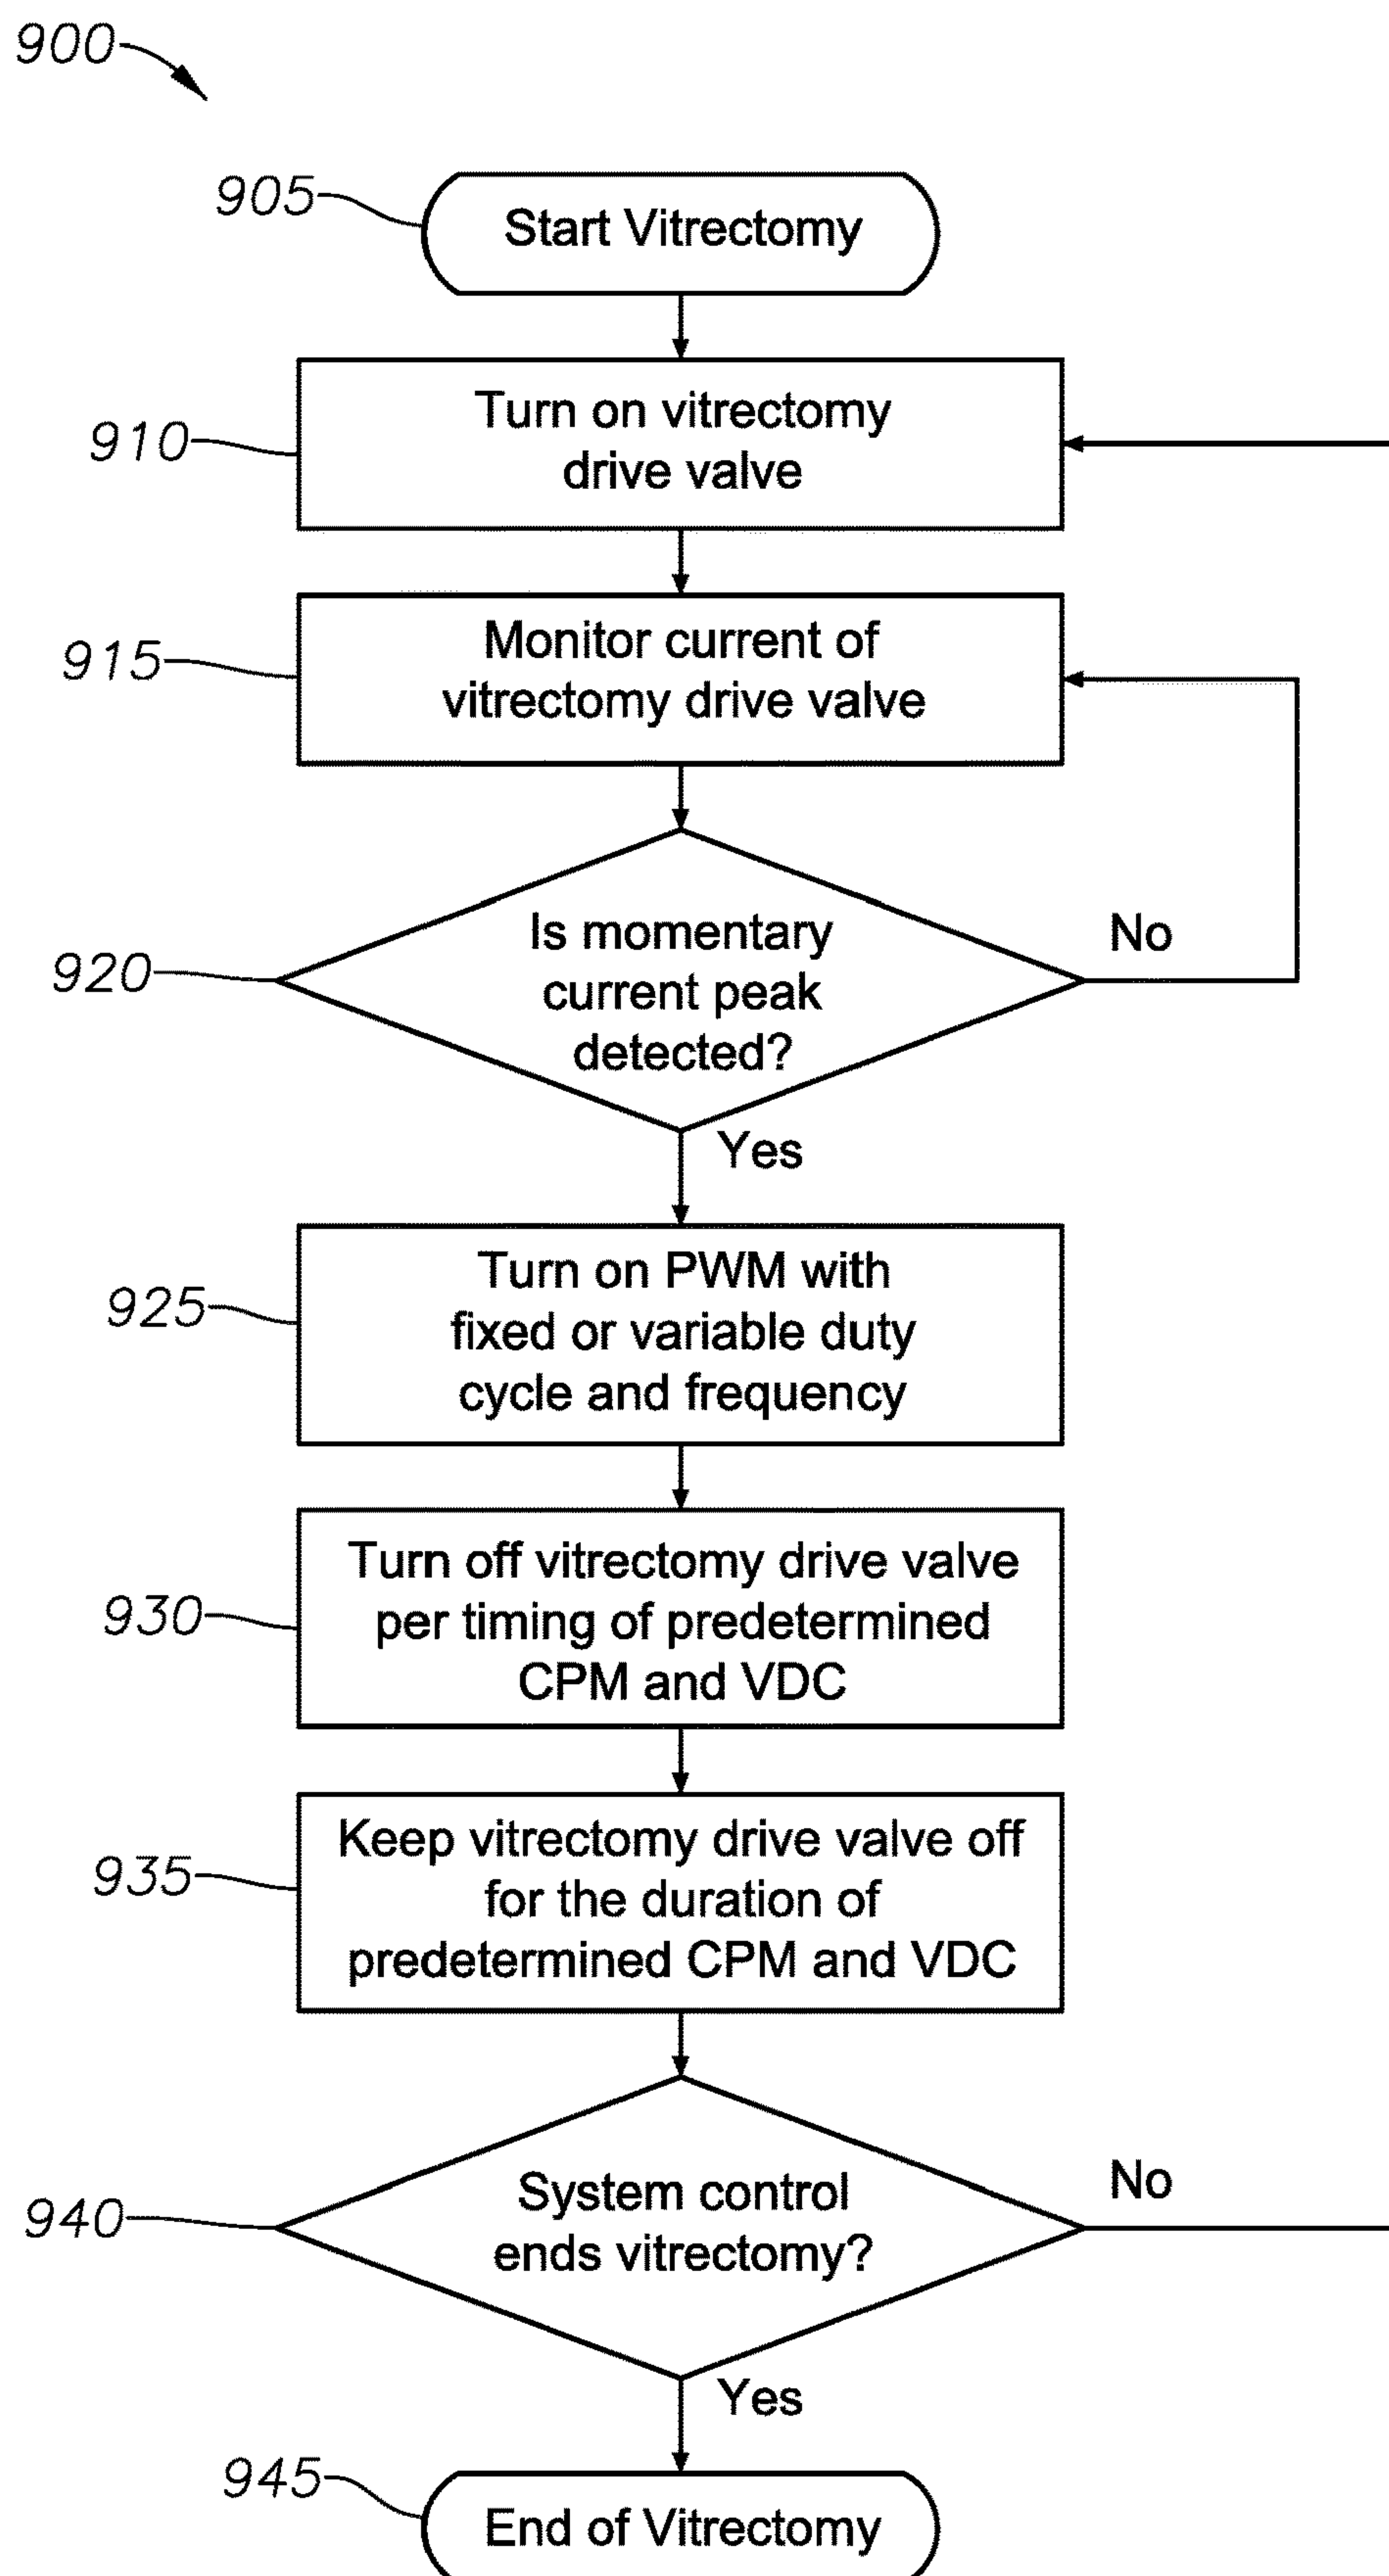 900
905
Start Vitrectomy
910
Turn on vitrectomy
drive valve
915
Monitor current of
vitrectomy drive valve
920
Is momentary
current peak
detected?
No
Yes
925
Turn on PWM with
fixed or variable duty
cycle and frequency
930
Turn off vitrectomy drive valve
per timing of predetermined
CPM and VDC
935
Keep vitrectomy drive valve off
for the duration of
predetermined CPM and VDC
940
System control
ends vitrectomy?
No
Yes
945
End of Vitrectomy